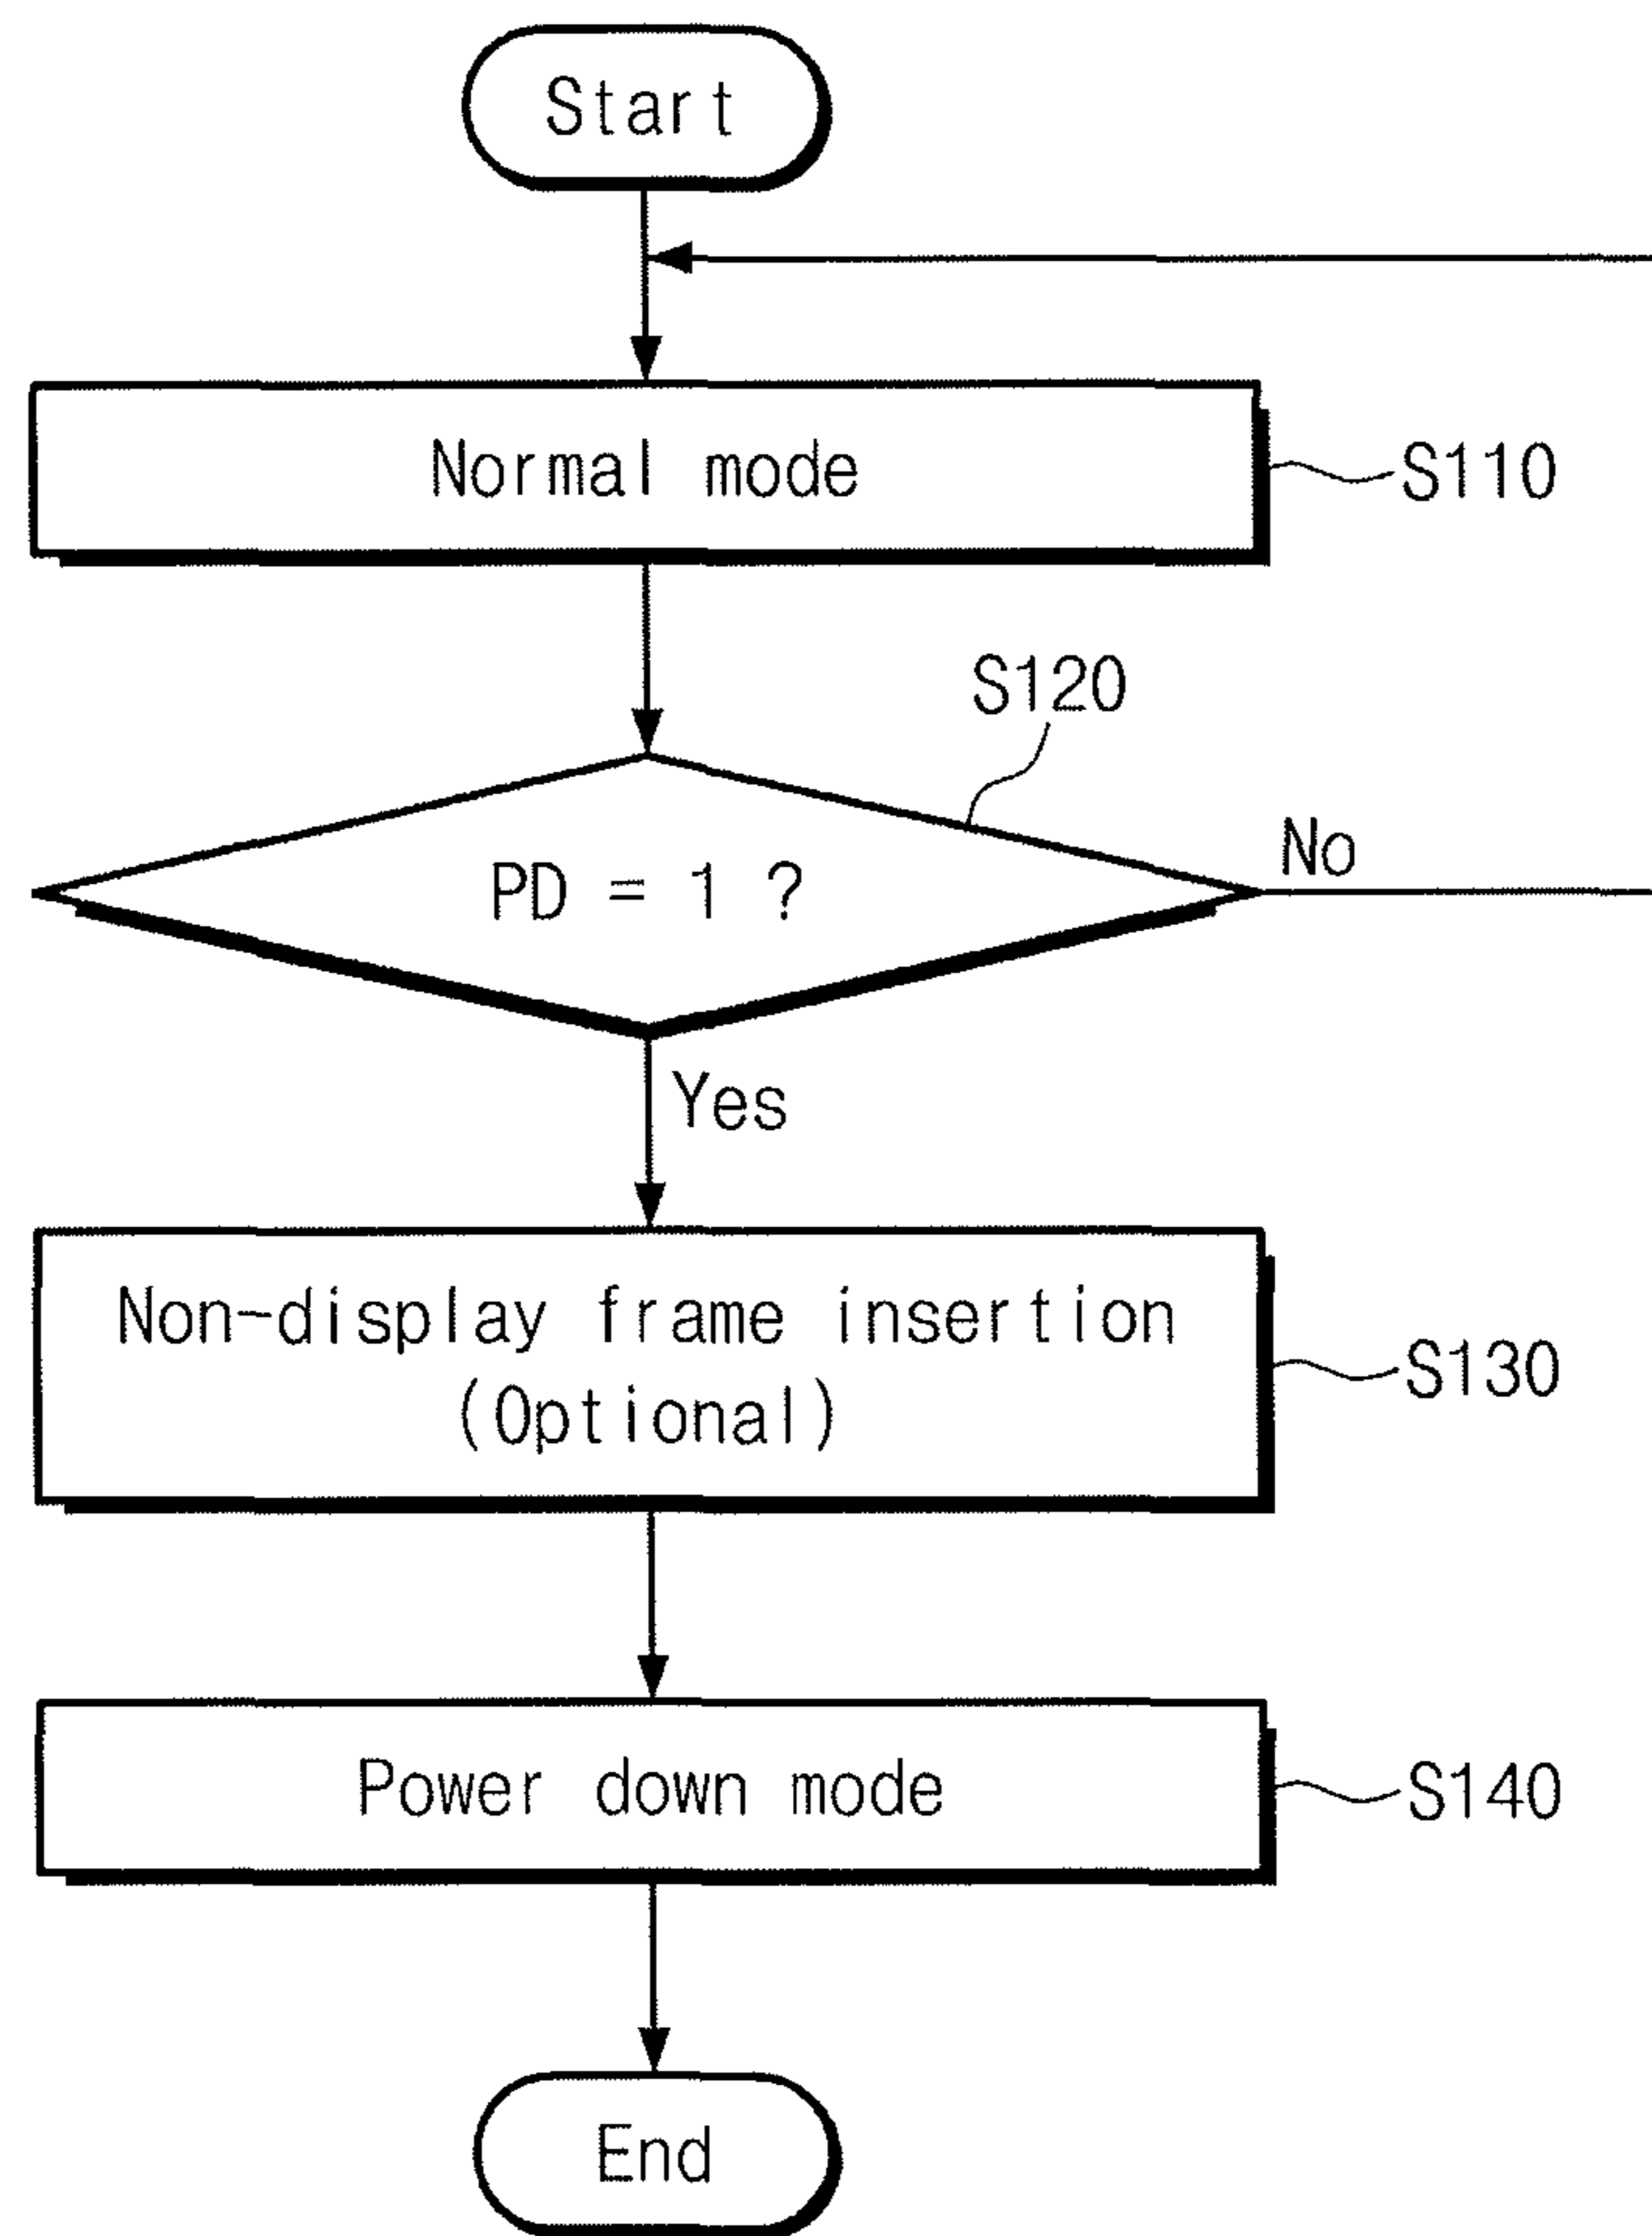 Start
Normal mode
S110
S120
PD = 1 ?
No
Yes
Non-display frame insertion
(Optional)
S130
Power down mode
S140
End